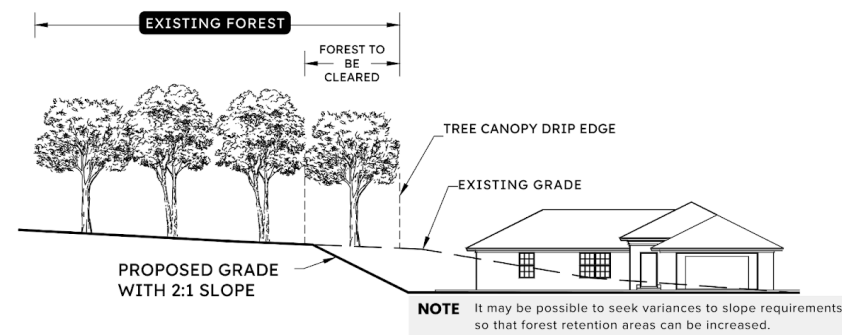 EXISTING FOREST
FOREST TO
BE
CLEARED
TREE CANOPY DRIP EDGE
EXISTING GRADE
PROPOSED GRADE
WITH 2:1 SLOPE
NOTE It may be possible to seek variances to slope requirements
so that forest retention areas can be increased.